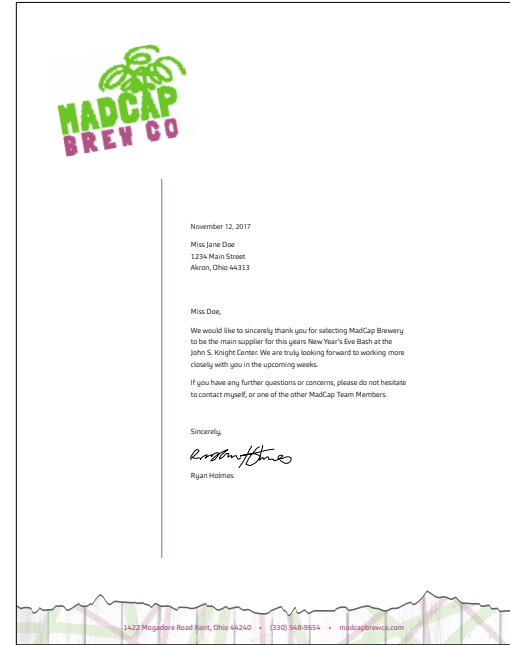 MADCAP
BREW CO
November 12, 2017
Miss Jane Doe
1234 Main Street
Akron, Ohio 44313
Miss Doe,
We would like to sincerely thank you for selecting MadCap Brewery
to be the main supplier for this years New Year's Eve Bash at the
John S. Knight Center. We are truly looking forward to working more
closely with you in the upcoming weeks.
If you have any further questions or concerns, please do not hesitate
to contact myself, or one of the other MadCap Team Members.
Sincerely,
Ryan Holmes
1422 Mogadore Road Kent, Ohio 44240 • (330) 548-9654 • madcapbrewco.com